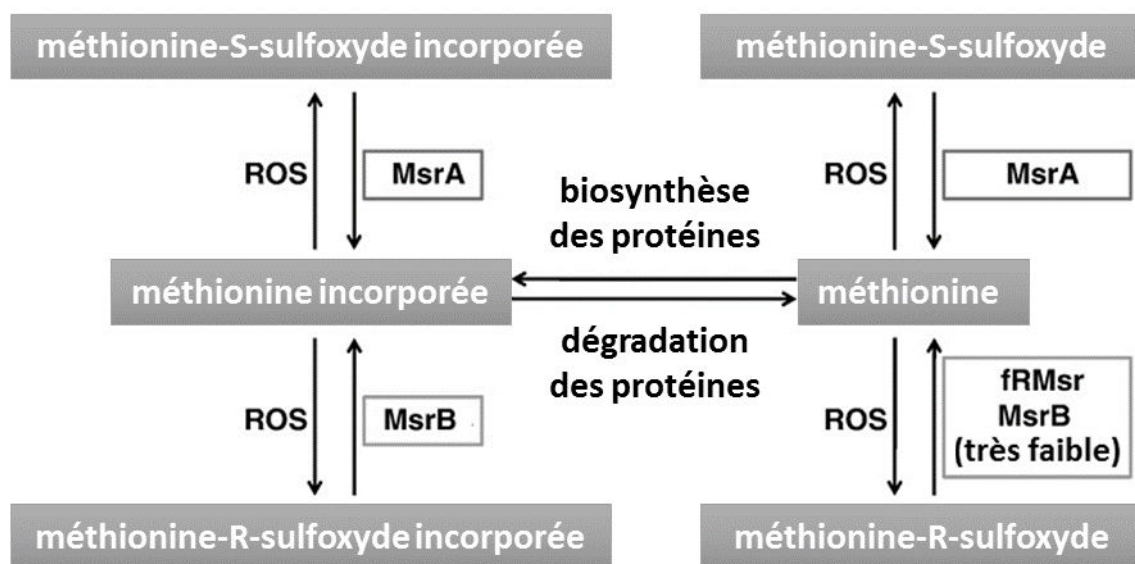 méthionine-S-sulfoxyde incorporée
méthionine-S-sulfoxyde
ROS
MsrA
biosynthèse
des protéines
ROS
MsrA
méthionine incorporée
méthionine
dégradation
des protéines
ROS
MsrB
ROS
fRMsr
MsrB
(très faible)
méthionine-R-sulfoxyde incorporée
méthionine-R-sulfoxyde